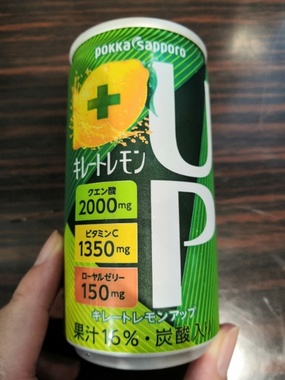 pokka sapporo
キレートレモン
UP
クエン酸
2000mg
ビタミンC
1350mg
ローヤルゼリー
150mg
キレートレモンアップ
果汁16%・炭酸入り